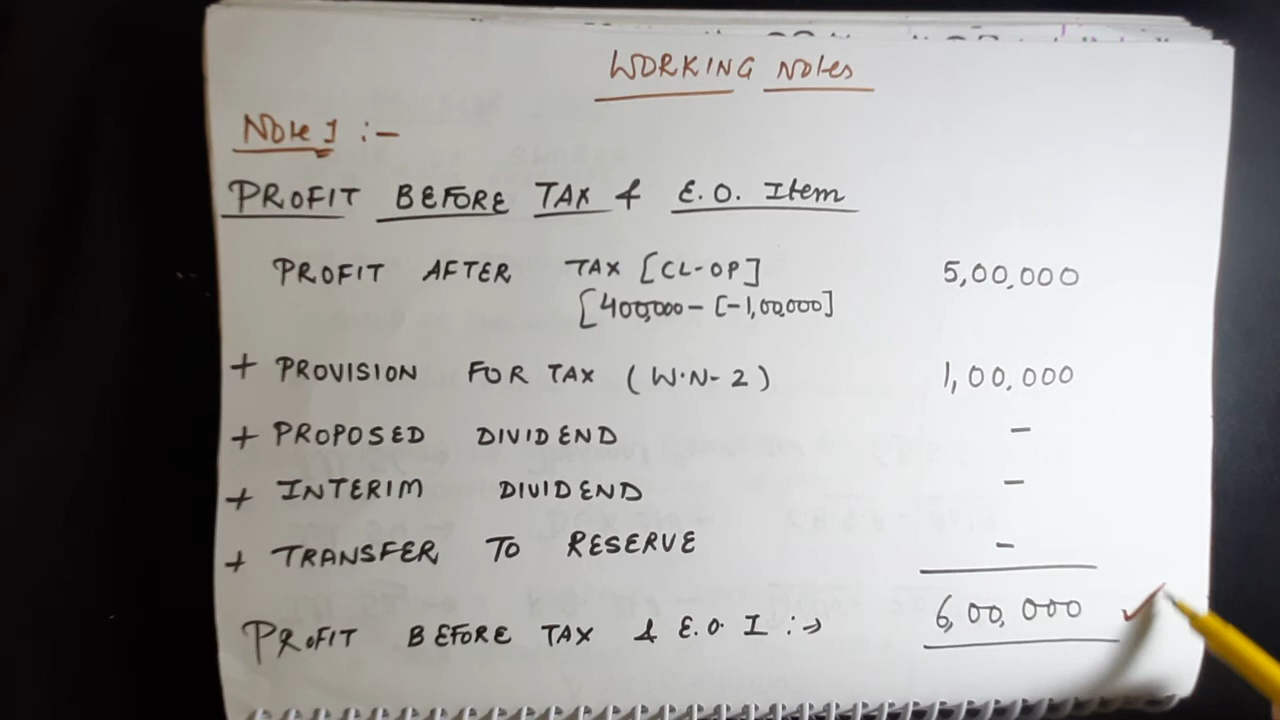 WORKING Notes
Note 1 :-
PROFIT BEFORE TAX & E.O. Item
PROFIT AFTER TAX [CL-OP] 5,00,000
[400,000 - [-1,00,000]
+ PROVISION FOR TAX (W.N-2) 1,00,000
+ PROPOSED DIVIDEND -
+ INTERIM DIVIDEND -
+ TRANSFER TO RESERVE -
PROFIT BEFORE TAX & E.O.I :→ 6,00,000 ✓